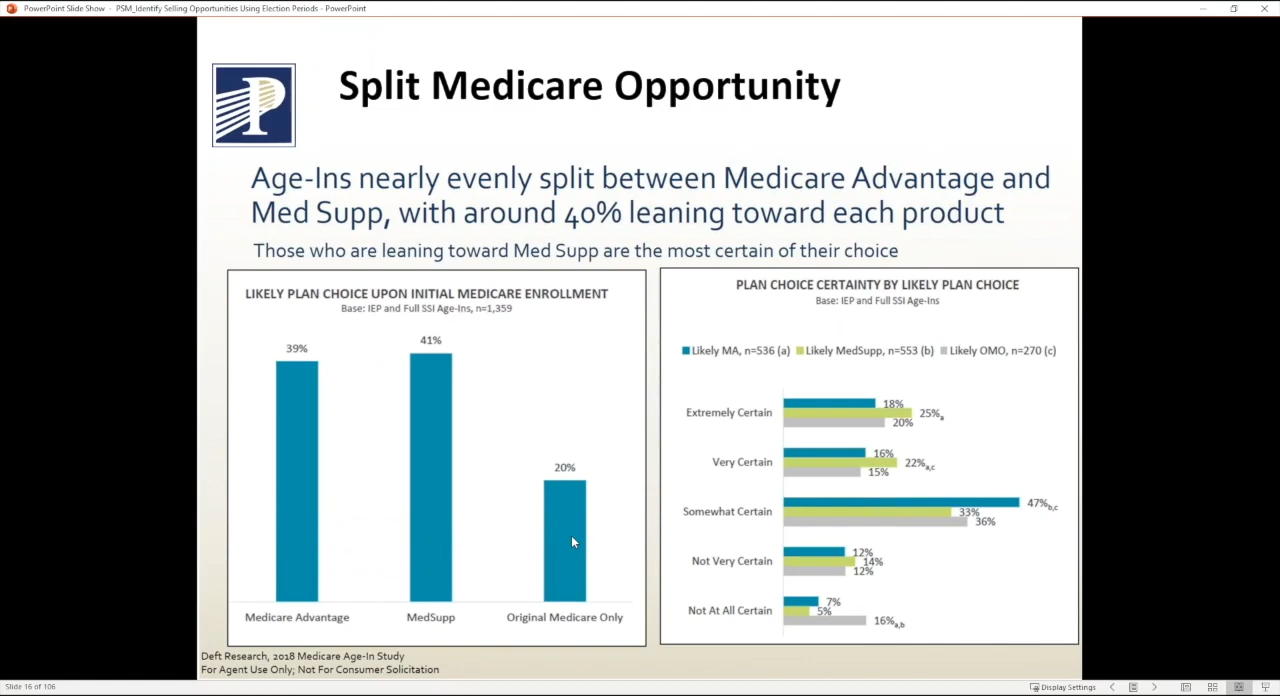 PowerPoint Slide Show - PSM_Identify Selling Opportunities Using Election Periods - PowerPoint
P
Split Medicare Opportunity
Age-Ins nearly evenly split between Medicare Advantage and
Med Supp, with around 40% leaning toward each product
Those who are leaning toward Med Supp are the most certain of their choice
LIKELY PLAN CHOICE UPON INITIAL MEDICARE ENROLLMENT
Base: IEP and Full SSI Age-Ins, n=1,359
39%
41%
20%
Medicare Advantage
MedSupp
Original Medicare Only
PLAN CHOICE CERTAINTY BY LIKELY PLAN CHOICE
Base: IEP and Full SSI Age-Ins
Likely MA, n=536 (a) Likely MedSupp, n=553 (b) Likely OMO, n=270 (c)
Extremely Certain
18%
25%a
20%
Very Certain
16%
22%a,c
15%
Somewhat Certain
47%b,c
33%
36%
Not Very Certain
12%
14%
12%
Not At All Certain
7%
5%
16%a,b
Deft Research, 2018 Medicare Age-In Study
For Agent Use Only; Not For Consumer Solicitation
Slide 16 of 106
Display Settings